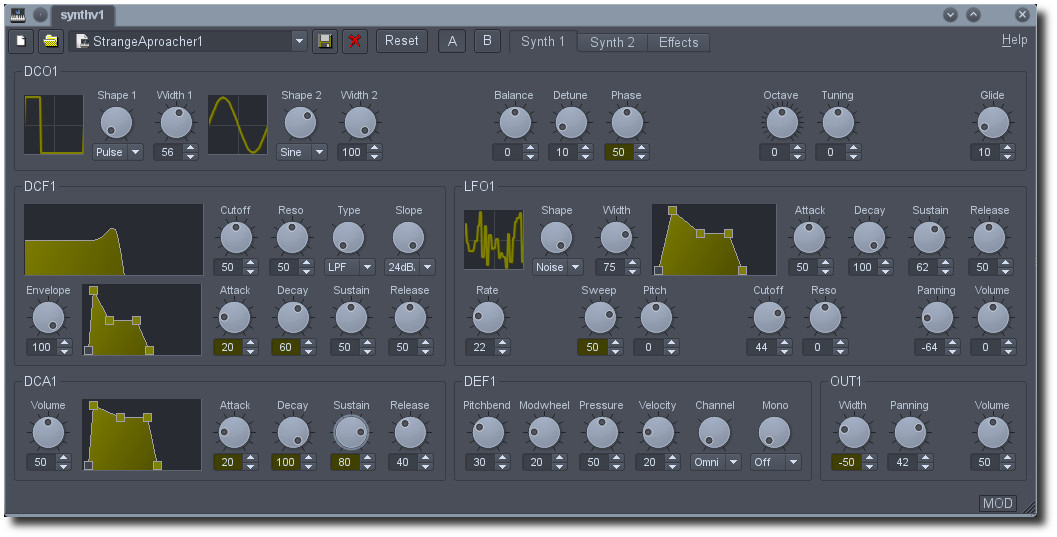 synthv1
StrangeAproacher1 Reset A B Synth 1 Synth 2 Effects Help
DCO1
Shape 1 Width 1 Shape 2 Width 2 Balance Detune Phase Octave Tuning Glide
Pulse 56 Sine 100 0 10 50 0 0 10
DCF1
Cutoff Reso Type Slope
50 50 LPF 24dB/
Envelope Attack Decay Sustain Release
100 20 60 50 50
LFO1
Shape Width Attack Decay Sustain Release
Noise 75 50 100 62 50
Rate Sweep Pitch Cutoff Reso Panning Volume
22 50 0 44 0 -64 0
DCA1
Volume Attack Decay Sustain Release
50 20 100 80 40
DEF1
Pitchbend Modwheel Pressure Velocity Channel Mono
30 20 50 20 Omni Off
OUT1
Width Panning Volume
-50 42 50
MOD